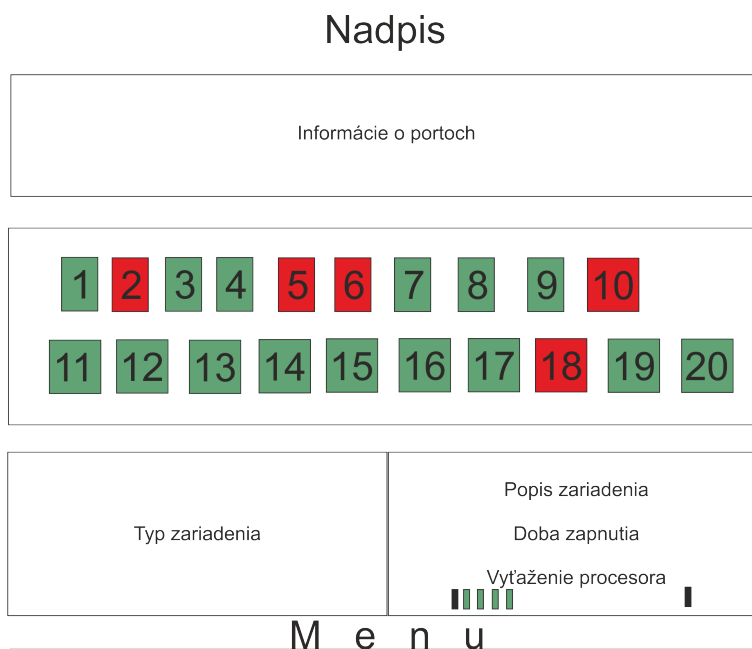 Nadpis
Informácie o portoch
1 2 3 4 5 6 7 8 9 10
11 12 13 14 15 16 17 18 19 20
Typ zariadenia
Popis zariadenia
Doba zapnutia
Vyťaženie procesora
M e n u